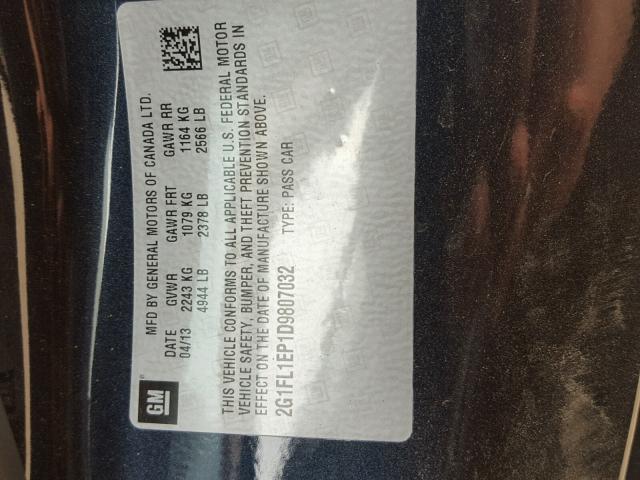 GM
MFD BY GENERAL MOTORS OF CANADA LTD.
DATE GVWR GAWR FRT GAWR RR
04/13 2243 KG 1079 KG 1164 KG
4944 LB 2378 LB 2566 LB
THIS VEHICLE CONFORMS TO ALL APPLICABLE U.S. FEDERAL MOTOR
VEHICLE SAFETY, BUMPER, AND THEFT PREVENTION STANDARDS IN
EFFECT ON THE DATE OF MANUFACTURE SHOWN ABOVE.
2G1FL1EP1D9807032 TYPE: PASS CAR